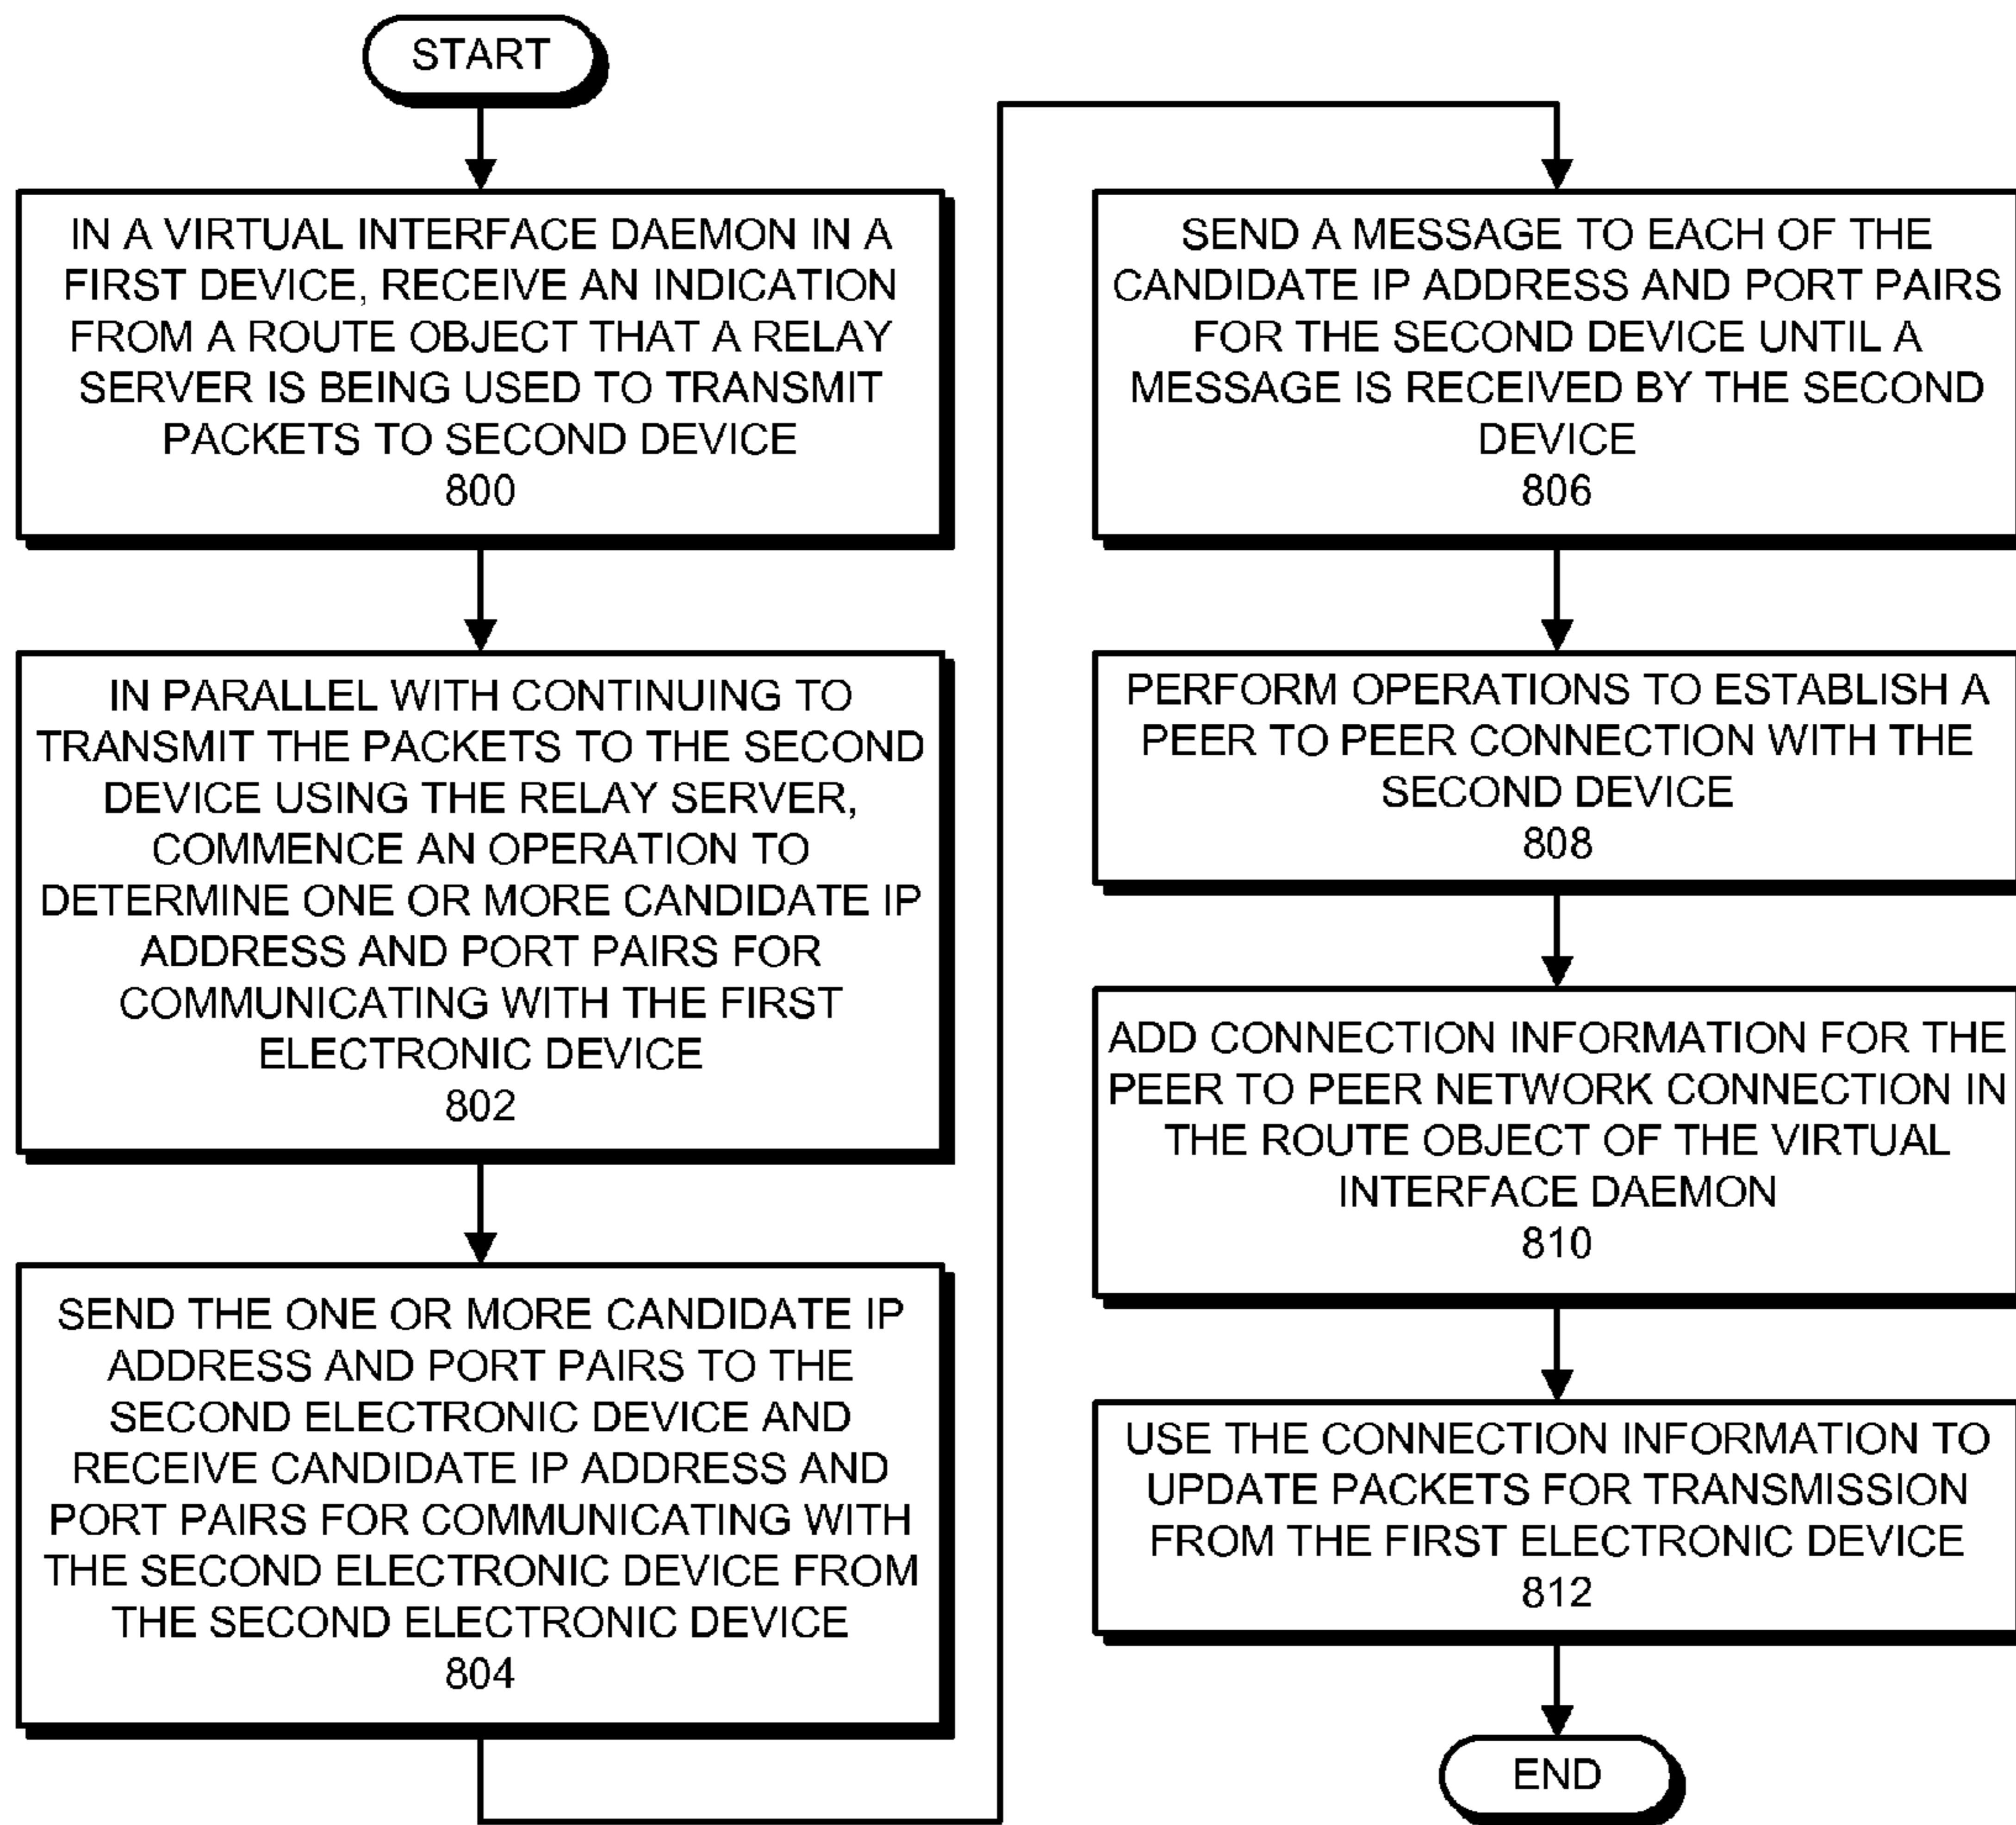 START
IN A VIRTUAL INTERFACE DAEMON IN A
FIRST DEVICE, RECEIVE AN INDICATION
FROM A ROUTE OBJECT THAT A RELAY
SERVER IS BEING USED TO TRANSMIT
PACKETS TO SECOND DEVICE
800
IN PARALLEL WITH CONTINUING TO
TRANSMIT THE PACKETS TO THE SECOND
DEVICE USING THE RELAY SERVER,
COMMENCE AN OPERATION TO
DETERMINE ONE OR MORE CANDIDATE IP
ADDRESS AND PORT PAIRS FOR
COMMUNICATING WITH THE FIRST
ELECTRONIC DEVICE
802
SEND THE ONE OR MORE CANDIDATE IP
ADDRESS AND PORT PAIRS TO THE
SECOND ELECTRONIC DEVICE AND
RECEIVE CANDIDATE IP ADDRESS AND
PORT PAIRS FOR COMMUNICATING WITH
THE SECOND ELECTRONIC DEVICE FROM
THE SECOND ELECTRONIC DEVICE
804
SEND A MESSAGE TO EACH OF THE
CANDIDATE IP ADDRESS AND PORT PAIRS
FOR THE SECOND DEVICE UNTIL A
MESSAGE IS RECEIVED BY THE SECOND
DEVICE
806
PERFORM OPERATIONS TO ESTABLISH A
PEER TO PEER CONNECTION WITH THE
SECOND DEVICE
808
ADD CONNECTION INFORMATION FOR THE
PEER TO PEER NETWORK CONNECTION IN
THE ROUTE OBJECT OF THE VIRTUAL
INTERFACE DAEMON
810
USE THE CONNECTION INFORMATION TO
UPDATE PACKETS FOR TRANSMISSION
FROM THE FIRST ELECTRONIC DEVICE
812
END